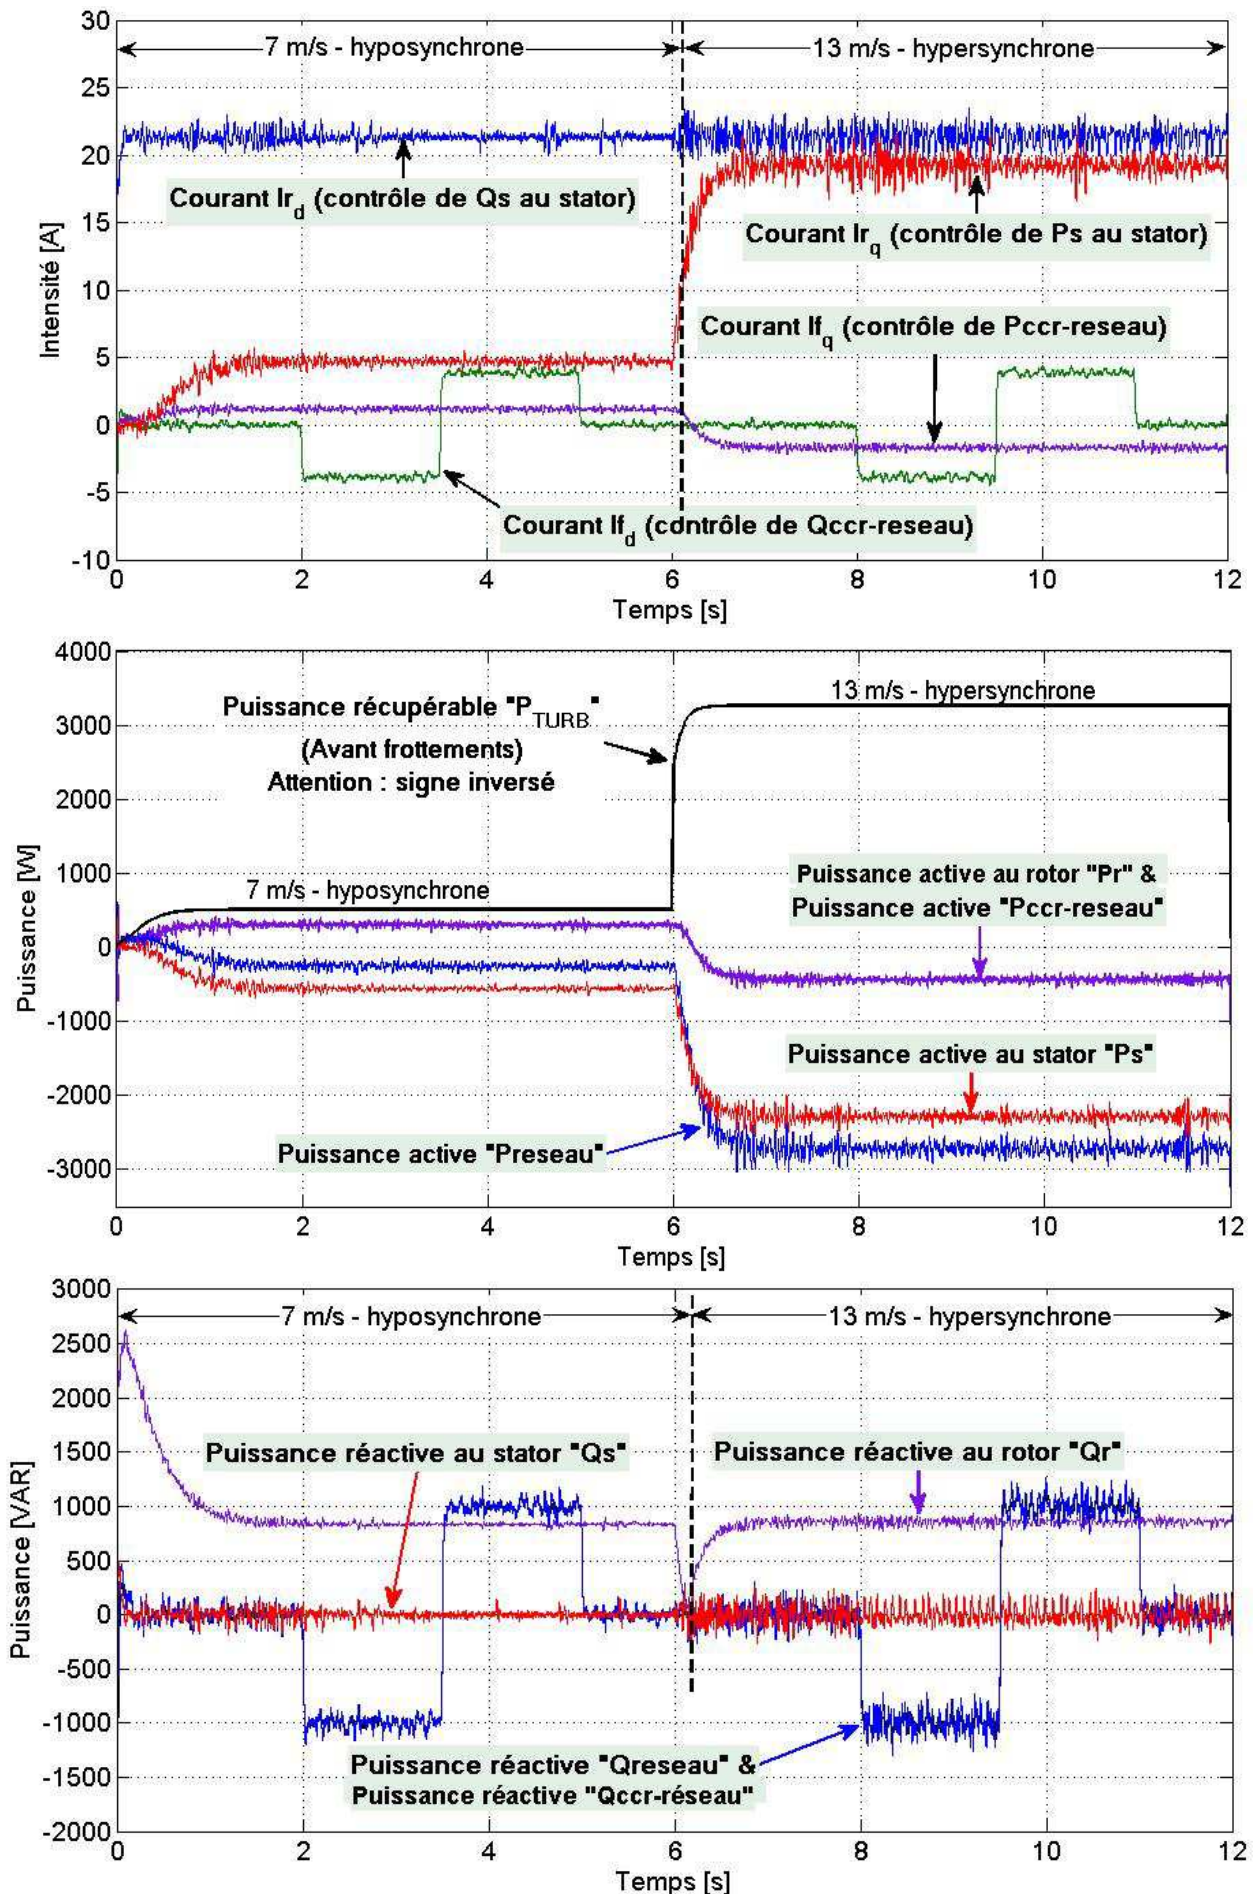 30
25
20
15
10
5
0
-5
-10
Intensité [A]
7 m/s - hyposynchrone
13 m/s - hypersynchrone
Courant Ir_d (contrôle de Qs au stator)
Courant Ir_q (contrôle de Ps au stator)
Courant If_q (contrôle de Pccr-reseau)
Courant If_d (contrôle de Qccr-reseau)
0 2 4 6 8 10 12
Temps [s]
4000
3000
2000
1000
0
-1000
-2000
-3000
Puissance [W]
13 m/s - hypersynchrone
Puissance récupérable "P_TURB"
(Avant frottements)
Attention : signe inversé
7 m/s - hyposynchrone
Puissance active au rotor "Pr" &
Puissance active "Pccr-reseau"
Puissance active au stator "Ps"
Puissance active "Preseau"
0 2 4 6 8 10 12
Temps [s]
3000
2500
2000
1500
1000
500
0
-500
-1000
-1500
-2000
Puissance [VAR]
7 m/s - hyposynchrone
13 m/s - hypersynchrone
Puissance réactive au stator "Qs"
Puissance réactive au rotor "Qr"
Puissance réactive "Qreseau" &
Puissance réactive "Qccr-réseau"
0 2 4 6 8 10 12
Temps [s]